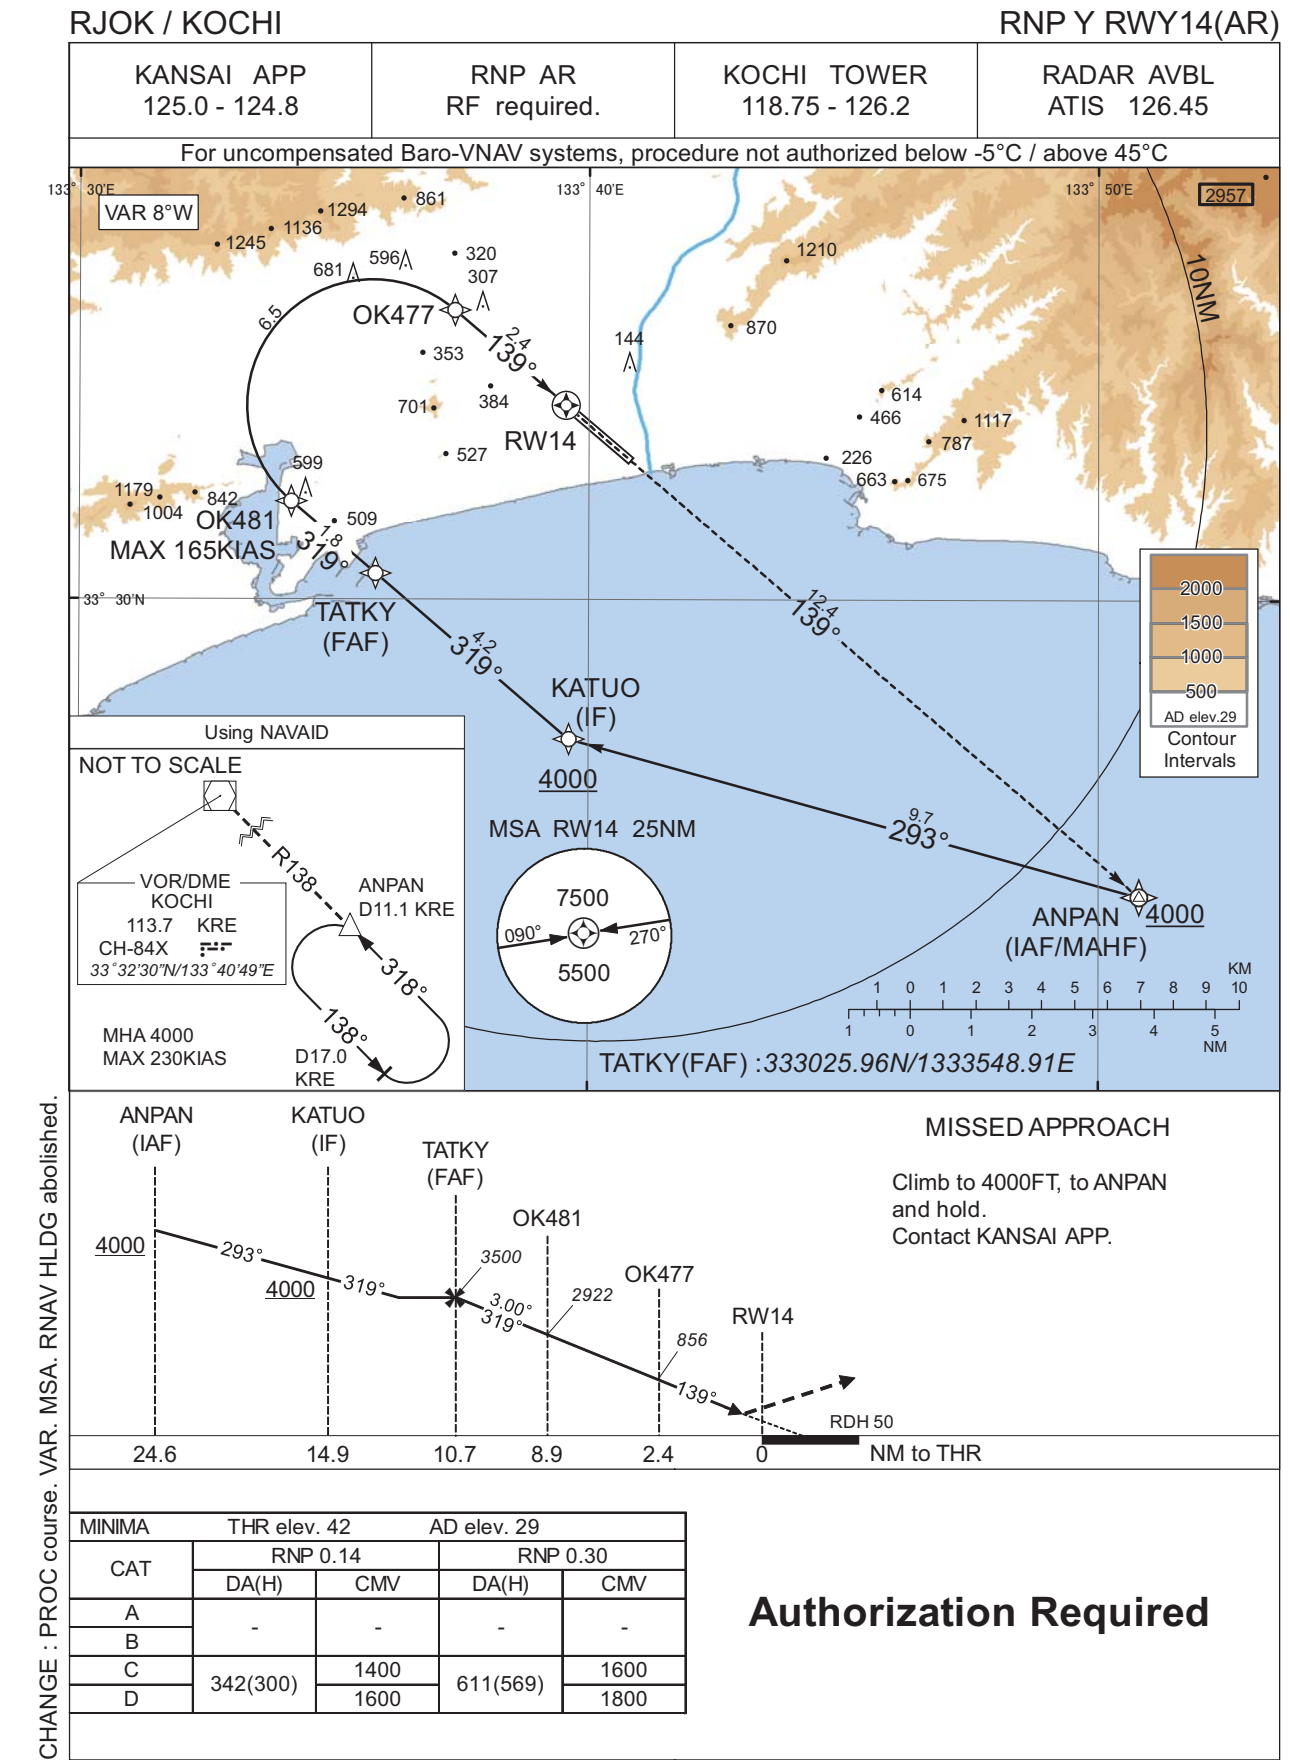 RJOK / KOCHI
RNP Y RWY14(AR)
KANSAI APP
125.0 - 124.8
RNP AR
RF required.
KOCHI TOWER
118.75 - 126.2
RADAR AVBL
ATIS 126.45
For uncompensated Baro-VNAV systems, procedure not authorized below -5°C / above 45°C
133° 30'E
133° 40'E
133° 50'E
VAR 8°W
2957
861
1294
1136
1245
681
596
320
307
1210
10NM
6.5
OK477
2.4
139°
144
870
353
384
701
RW14
614
466
1117
787
527
226
663
675
599
1179
1004
842
OK481
MAX 165KIAS
509
1.8
319°
33° 30'N
TATKY
(FAF)
4.2
319°
12.4
139°
KATUO
(IF)
4000
2000
1500
1000
500
AD elev.29
Contour
Intervals
Using NAVAID
NOT TO SCALE
R138
VOR/DME
KOCHI
113.7 KRE
CH-84X
33°32'30"N/133°40'49"E
ANPAN
D11.1 KRE
318°
138°
D17.0
KRE
MHA 4000
MAX 230KIAS
MSA RW14 25NM
7500
090°
270°
5500
9.7
293°
ANPAN
(IAF/MAHF)
4000
KM
1 0 1 2 3 4 5 6 7 8 9 10
1 0 1 2 3 4 5
NM
TATKY(FAF) :333025.96N/1333548.91E
CHANGE : PROC course. VAR. MSA. RNAV HLDG abolished.
ANPAN
(IAF)
KATUO
(IF)
TATKY
(FAF)
OK481
OK477
RW14
4000
293°
4000
319°
3500
3.00°
319°
2922
856
139°
RDH 50
24.6
14.9
10.7
8.9
2.4
0
NM to THR
MISSED APPROACH
Climb to 4000FT, to ANPAN
and hold.
Contact KANSAI APP.
MINIMA THR elev. 42 AD elev. 29
CAT
RNP 0.14
RNP 0.30
DA(H) CMV DA(H) CMV
A
B
- - - -
C
D
342(300)
1400
1600
611(569)
1600
1800
Authorization Required